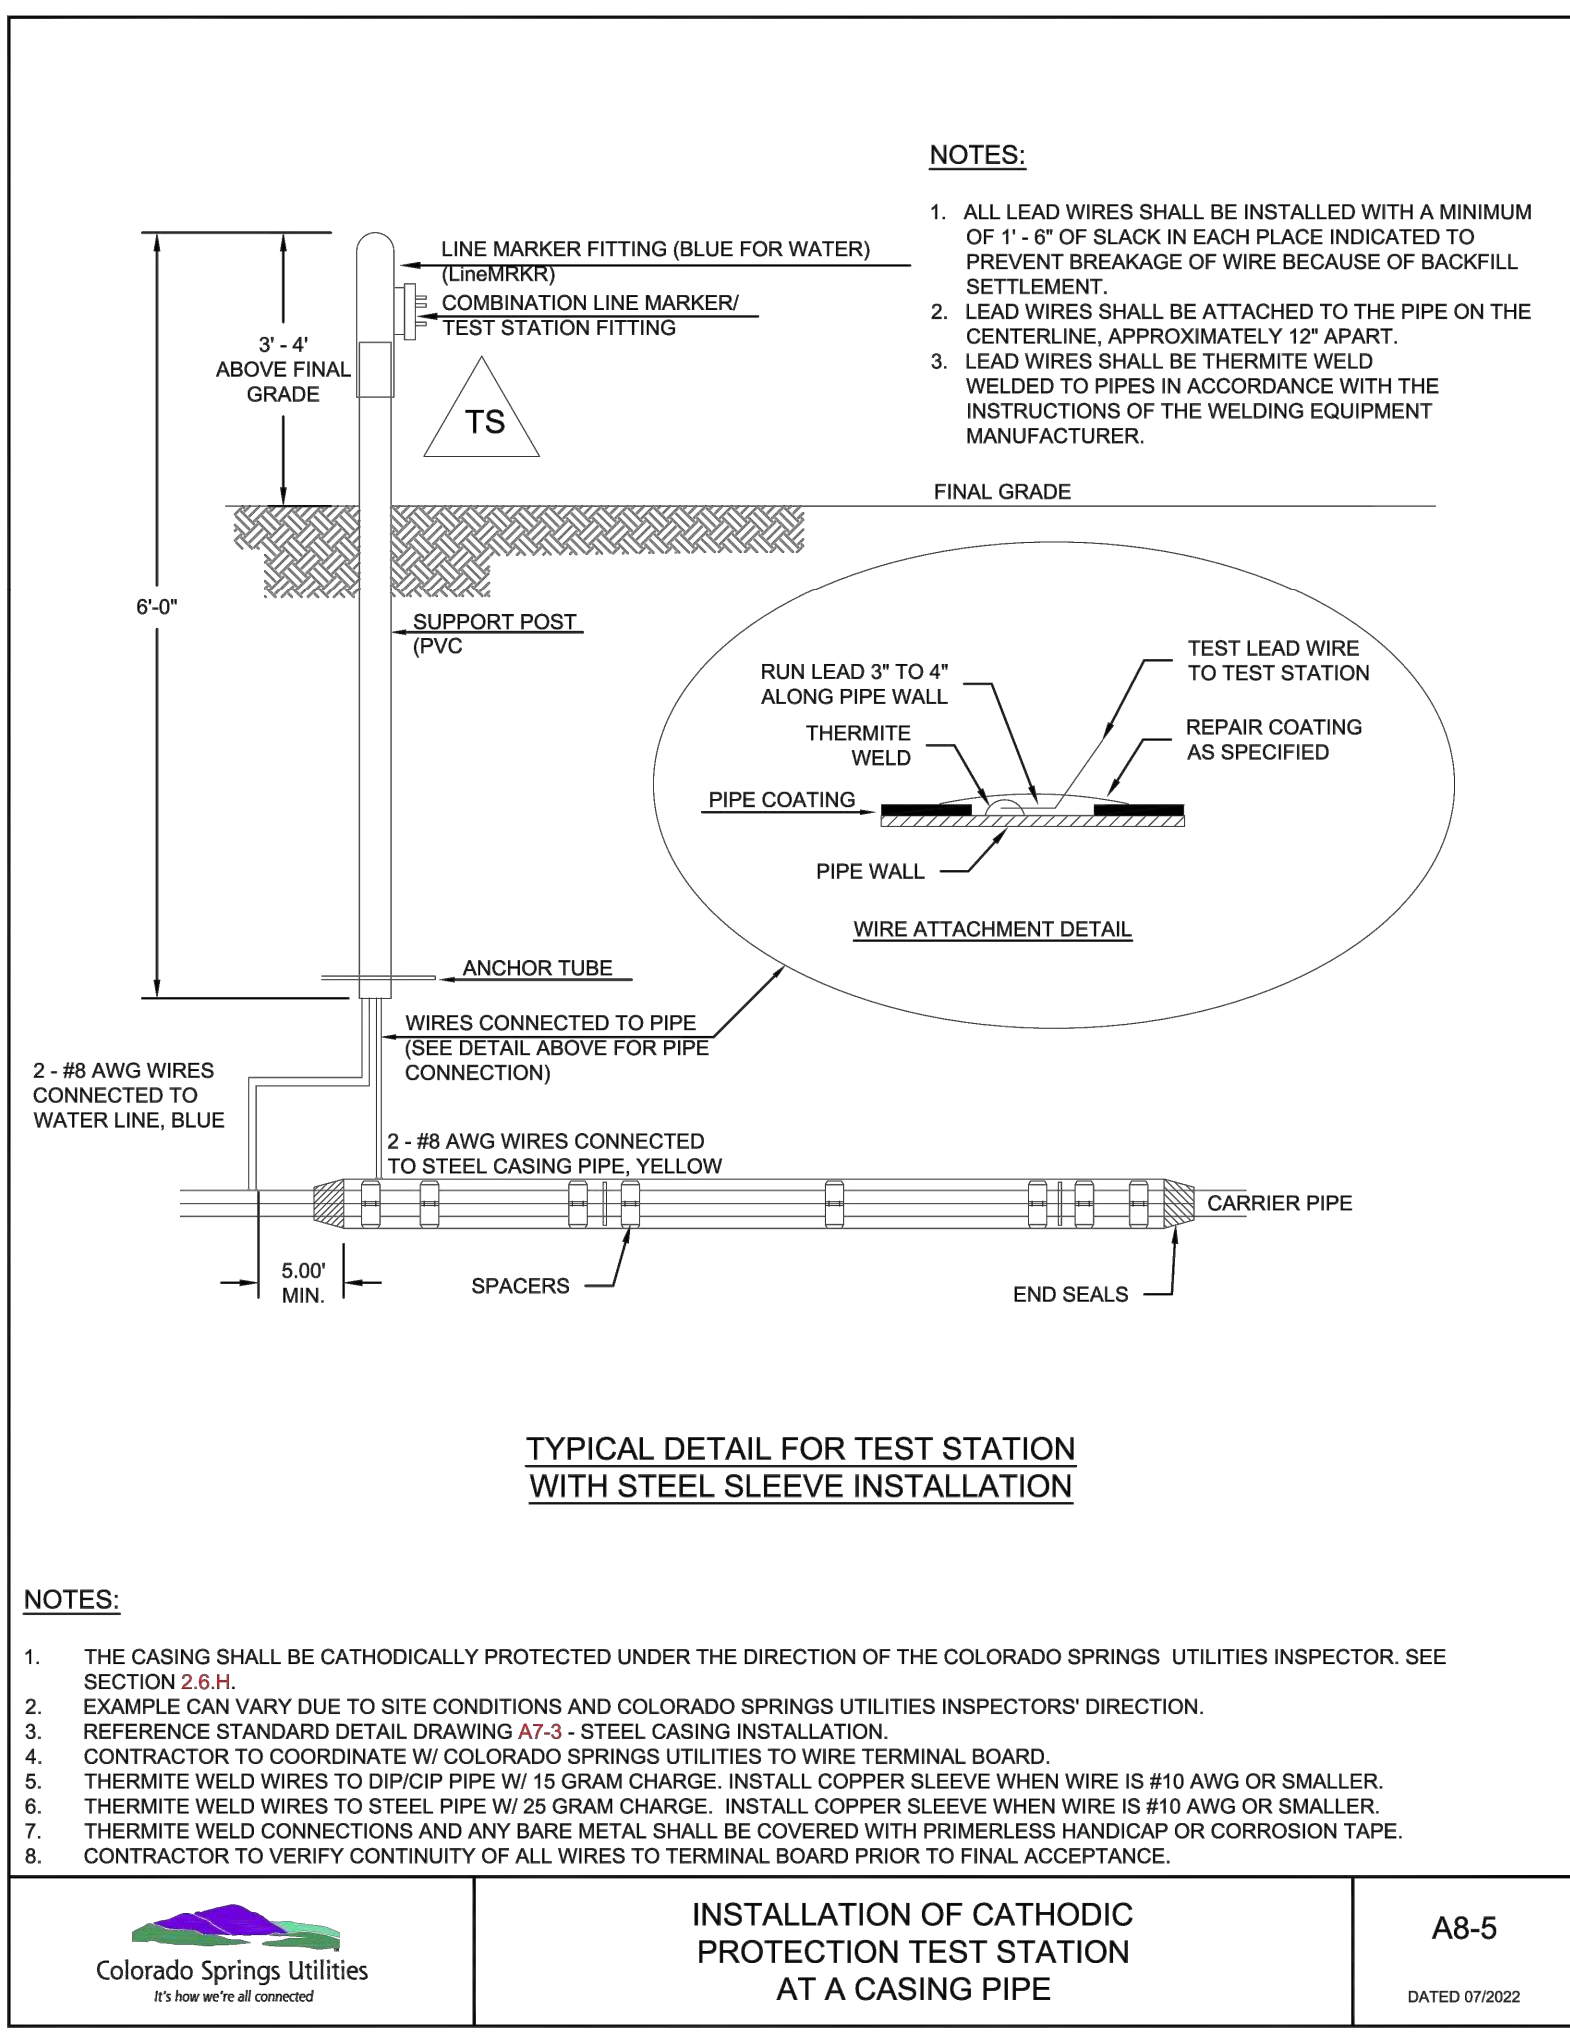 NOTES:
1. ALL LEAD WIRES SHALL BE INSTALLED WITH A MINIMUM
OF 1' - 6" OF SLACK IN EACH PLACE INDICATED TO
PREVENT BREAKAGE OF WIRE BECAUSE OF BACKFILL
SETTLEMENT.
2. LEAD WIRES SHALL BE ATTACHED TO THE PIPE ON THE
CENTERLINE, APPROXIMATELY 12" APART.
3. LEAD WIRES SHALL BE THERMITE WELD
WELDED TO PIPES IN ACCORDANCE WITH THE
INSTRUCTIONS OF THE WELDING EQUIPMENT
MANUFACTURER.
LINE MARKER FITTING (BLUE FOR WATER)
(LineMRKR)
COMBINATION LINE MARKER/
TEST STATION FITTING
3' - 4'
ABOVE FINAL
GRADE
TS
FINAL GRADE
6'-0"
SUPPORT POST
(PVC
TEST LEAD WIRE
TO TEST STATION
RUN LEAD 3" TO 4"
ALONG PIPE WALL
THERMITE
WELD
REPAIR COATING
AS SPECIFIED
PIPE COATING
PIPE WALL
WIRE ATTACHMENT DETAIL
ANCHOR TUBE
WIRES CONNECTED TO PIPE
(SEE DETAIL ABOVE FOR PIPE
CONNECTION)
2 - #8 AWG WIRES
CONNECTED TO
WATER LINE, BLUE
2 - #8 AWG WIRES CONNECTED
TO STEEL CASING PIPE, YELLOW
CARRIER PIPE
5.00'
MIN.
SPACERS
END SEALS
TYPICAL DETAIL FOR TEST STATION
WITH STEEL SLEEVE INSTALLATION
NOTES:
1. THE CASING SHALL BE CATHODICALLY PROTECTED UNDER THE DIRECTION OF THE COLORADO SPRINGS UTILITIES INSPECTOR. SEE
SECTION 2.6.H.
2. EXAMPLE CAN VARY DUE TO SITE CONDITIONS AND COLORADO SPRINGS UTILITIES INSPECTORS' DIRECTION.
3. REFERENCE STANDARD DETAIL DRAWING A7-3 - STEEL CASING INSTALLATION.
4. CONTRACTOR TO COORDINATE W/ COLORADO SPRINGS UTILITIES TO WIRE TERMINAL BOARD.
5. THERMITE WELD WIRES TO DIP/CIP PIPE W/ 15 GRAM CHARGE. INSTALL COPPER SLEEVE WHEN WIRE IS #10 AWG OR SMALLER.
6. THERMITE WELD WIRES TO STEEL PIPE W/ 25 GRAM CHARGE. INSTALL COPPER SLEEVE WHEN WIRE IS #10 AWG OR SMALLER.
7. THERMITE WELD CONNECTIONS AND ANY BARE METAL SHALL BE COVERED WITH PRIMERLESS HANDICAP OR CORROSION TAPE.
8. CONTRACTOR TO VERIFY CONTINUITY OF ALL WIRES TO TERMINAL BOARD PRIOR TO FINAL ACCEPTANCE.
Colorado Springs Utilities
It's how we're all connected
INSTALLATION OF CATHODIC
PROTECTION TEST STATION
AT A CASING PIPE
A8-5
DATED 07/2022